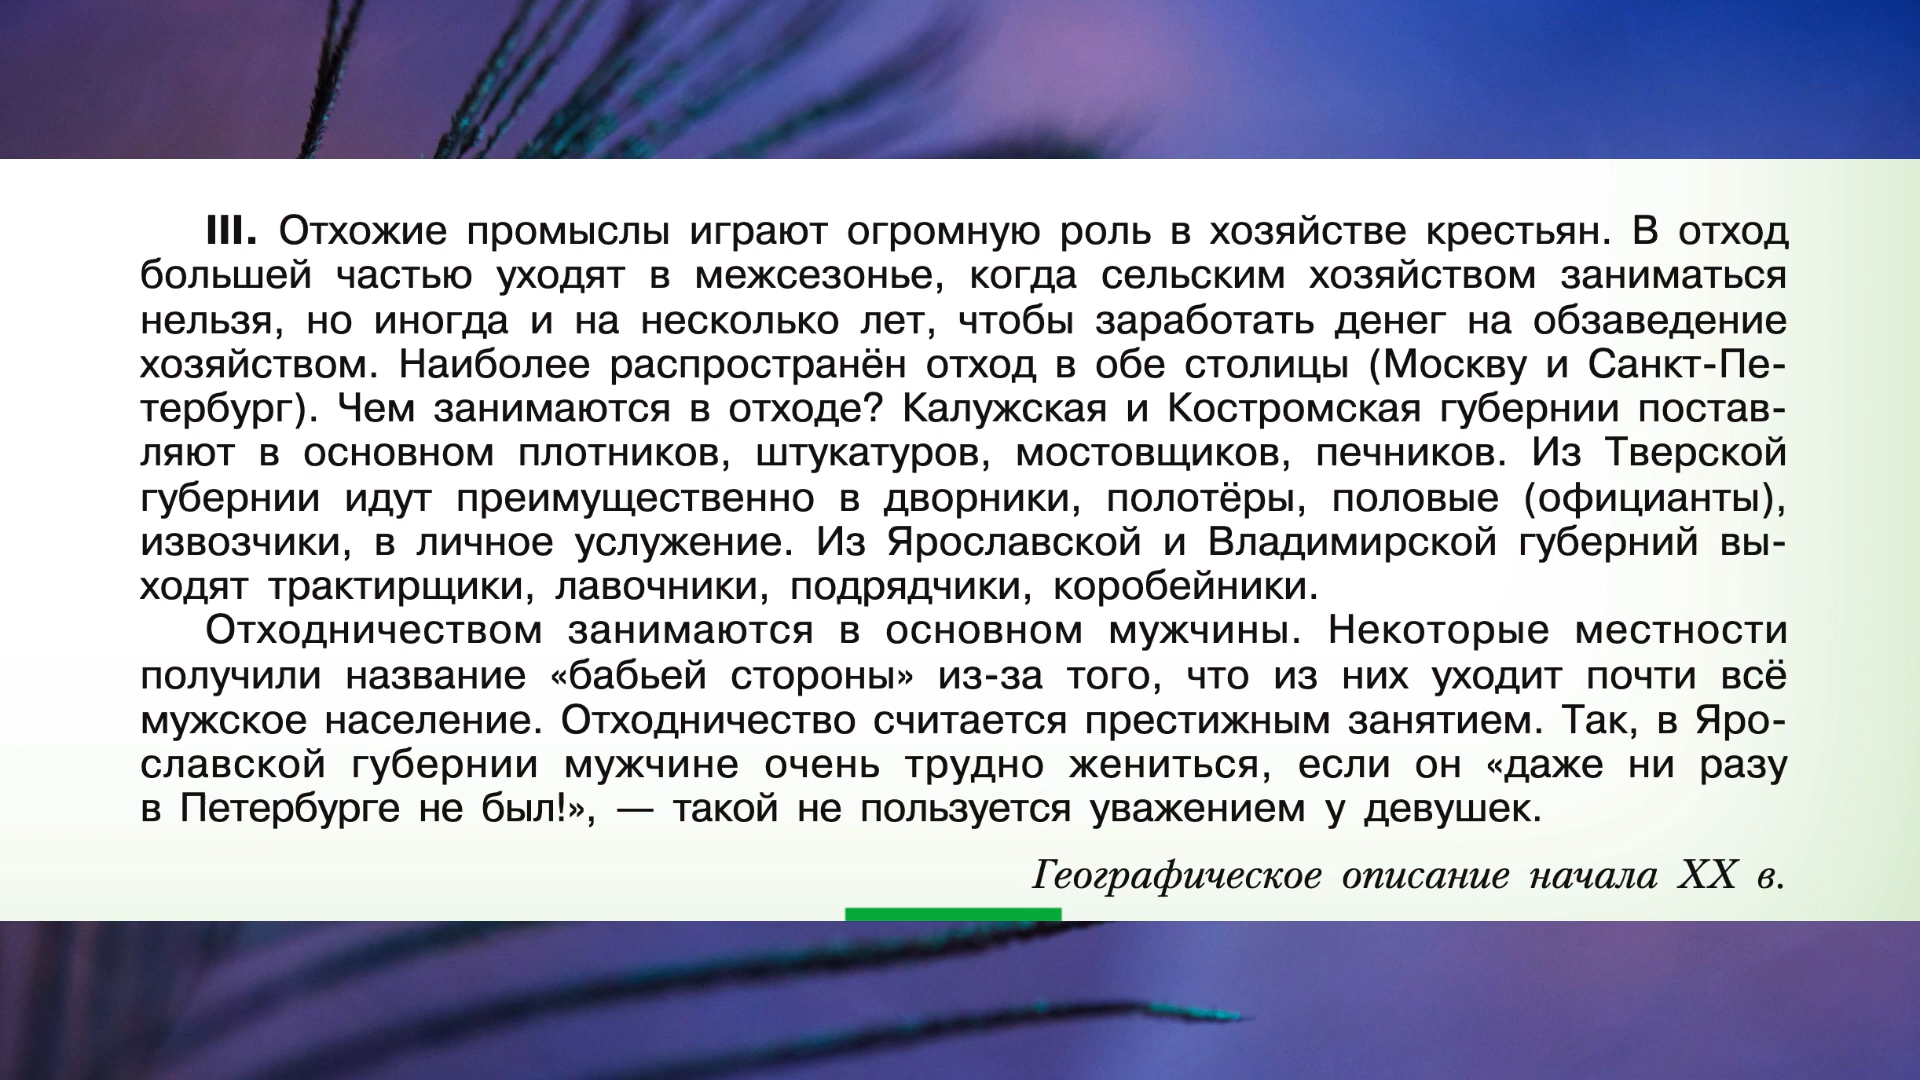 III. Отхожие промыслы играют огромную роль в хозяйстве крестьян. В отход
большей частью уходят в межсезонье, когда сельским хозяйством заниматься
нельзя, но иногда и на несколько лет, чтобы заработать денег на обзаведение
хозяйством. Наиболее распространён отход в обе столицы (Москву и Санкт-Пе-
тербург). Чем занимаются в отходе? Калужская и Костромская губернии постав-
ляют в основном плотников, штукатуров, мостовщиков, печников. Из Тверской
губернии идут преимущественно в дворники, полотёры, половые (официанты),
извозчики, в личное услужение. Из Ярославской и Владимирской губерний вы-
ходят трактирщики, лавочники, подрядчики, коробейники.
Отходничеством занимаются в основном мужчины. Некоторые местности
получили название «бабьей стороны» из-за того, что из них уходит почти всё
мужское население. Отходничество считается престижным занятием. Так, в Яро-
славской губернии мужчине очень трудно жениться, если он «даже ни разу
в Петербурге не был!», — такой не пользуется уважением у девушек.
Географическое описание начала XX в.